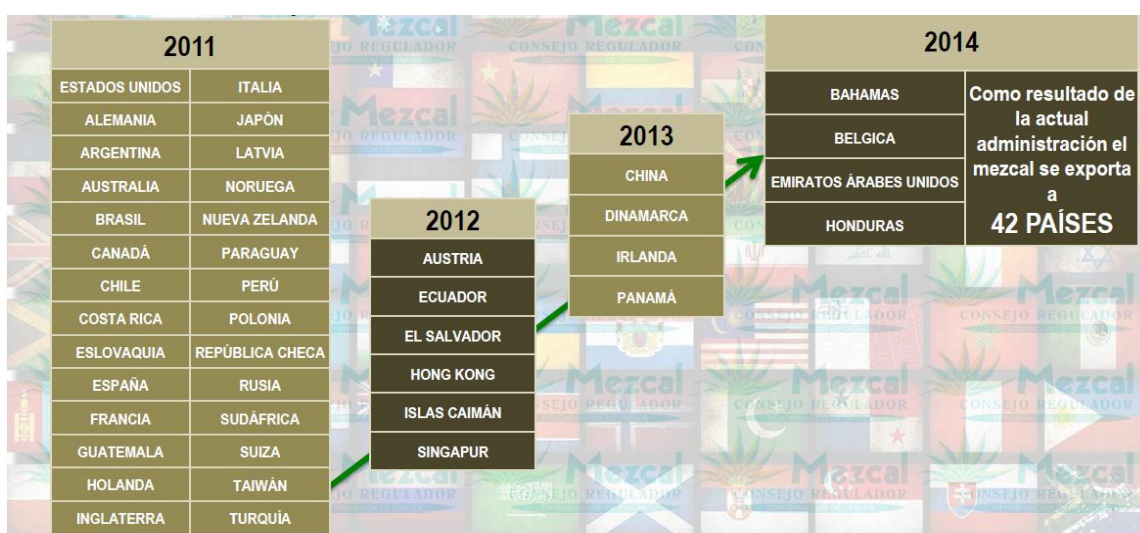 2011
ESTADOS UNIDOS ITALIA
ALEMANIA JAPÓN
ARGENTINA LATVIA
AUSTRALIA NORUEGA
BRASIL NUEVA ZELANDA
CANADÁ PARAGUAY
CHILE PERÚ
COSTA RICA POLONIA
ESLOVAQUIA REPÚBLICA CHECA
ESPAÑA RUSIA
FRANCIA SUDÁFRICA
GUATEMALA SUIZA
HOLANDA TAIWÁN
INGLATERRA TURQUÍA
2012
AUSTRIA
ECUADOR
EL SALVADOR
HONG KONG
ISLAS CAIMÁN
SINGAPUR
2013
CHINA
DINAMARCA
IRLANDA
PANAMÁ
2014
BAHAMAS
BELGICA
EMIRATOS ÁRABES UNIDOS
HONDURAS
Como resultado de
la actual
administración el
mezcal se exporta
a
42 PAÍSES
Mezcal
CONSEJO REGULADOR